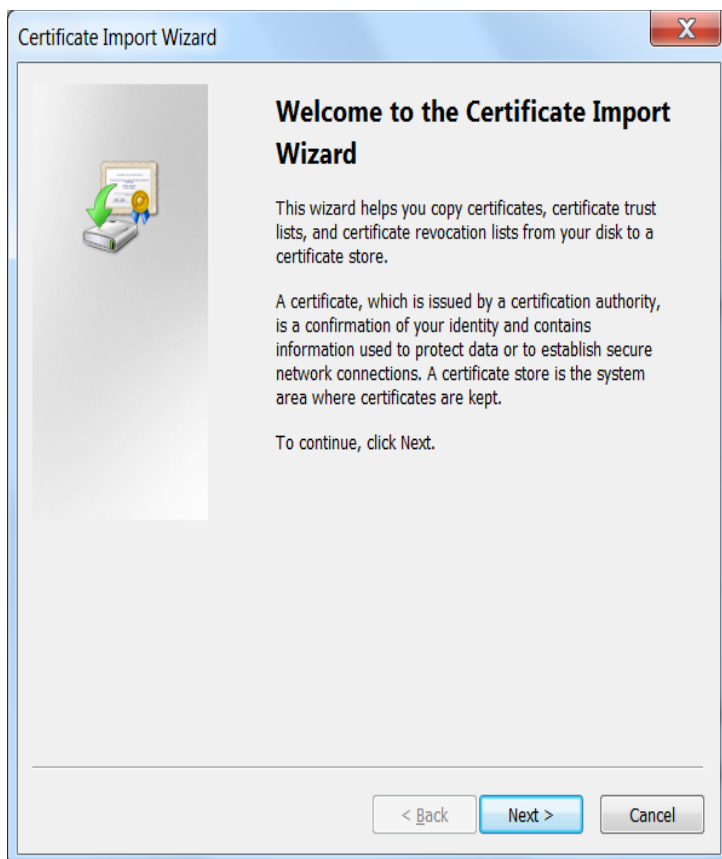 Certificate Import Wizard
X
Welcome to the Certificate Import
Wizard
This wizard helps you copy certificates, certificate trust
lists, and certificate revocation lists from your disk to a
certificate store.
A certificate, which is issued by a certification authority,
is a confirmation of your identity and contains
information used to protect data or to establish secure
network connections. A certificate store is the system
area where certificates are kept.
To continue, click Next.
< Back Next > Cancel